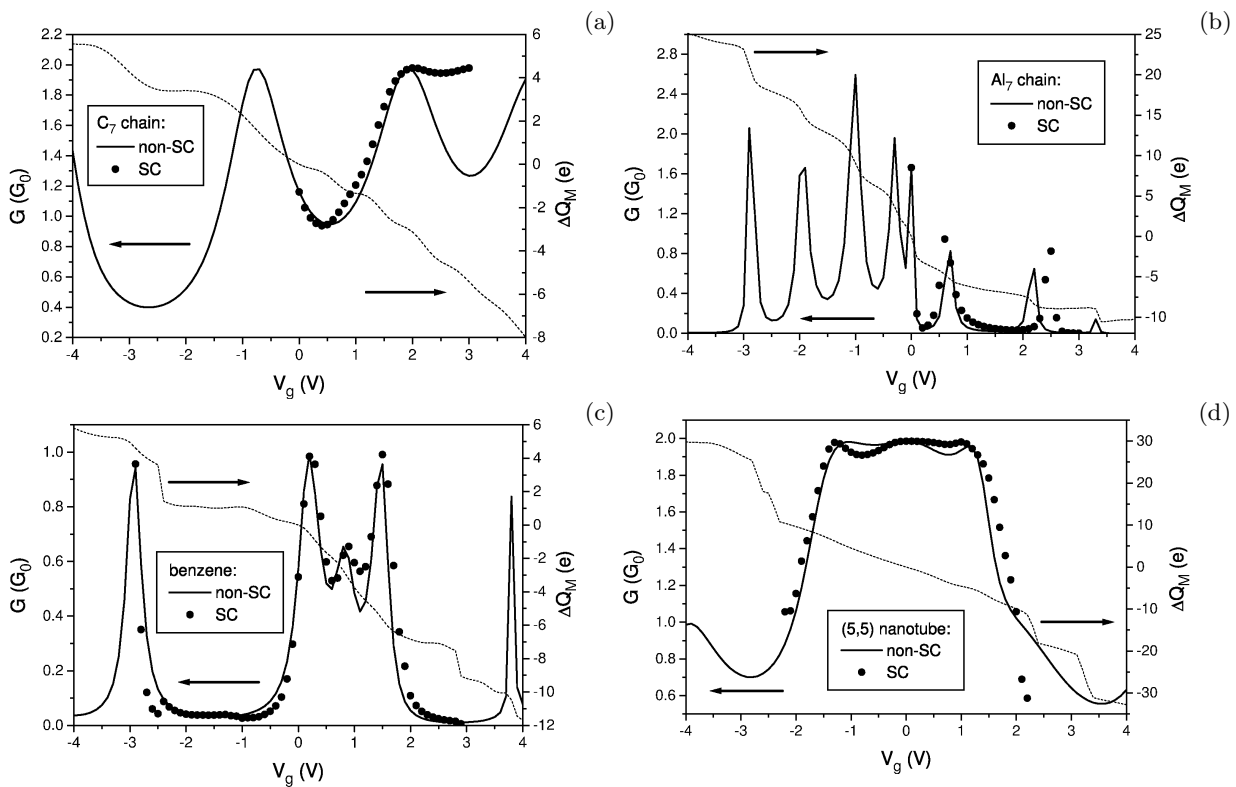 (a)
G (G0)
2.2
2.0
1.8
1.6
1.4
1.2
1.0
0.8
0.6
0.4
0.2
C7 chain:
non-SC
SC
6
4
2
0
-2
-4
-6
-8
ΔQM (e)
-4 -3 -2 -1 0 1 2 3 4
Vg (V)
(b)
G (G0)
2.8
2.4
2.0
1.6
1.2
0.8
0.4
0.0
Al7 chain:
non-SC
SC
25
20
15
10
5
0
-5
-10
ΔQM (e)
-4 -3 -2 -1 0 1 2 3 4
Vg (V)
(c)
G (G0)
1.0
0.8
0.6
0.4
0.2
0.0
benzene:
non-SC
SC
6
4
2
0
-2
-4
-6
-8
-10
-12
ΔQM (e)
-4 -3 -2 -1 0 1 2 3 4
Vg (V)
(d)
G (G0)
2.0
1.8
1.6
1.4
1.2
1.0
0.8
0.6
(5,5) nanotube:
non-SC
SC
30
20
10
0
-10
-20
-30
ΔQM (e)
-4 -3 -2 -1 0 1 2 3 4
Vg (V)